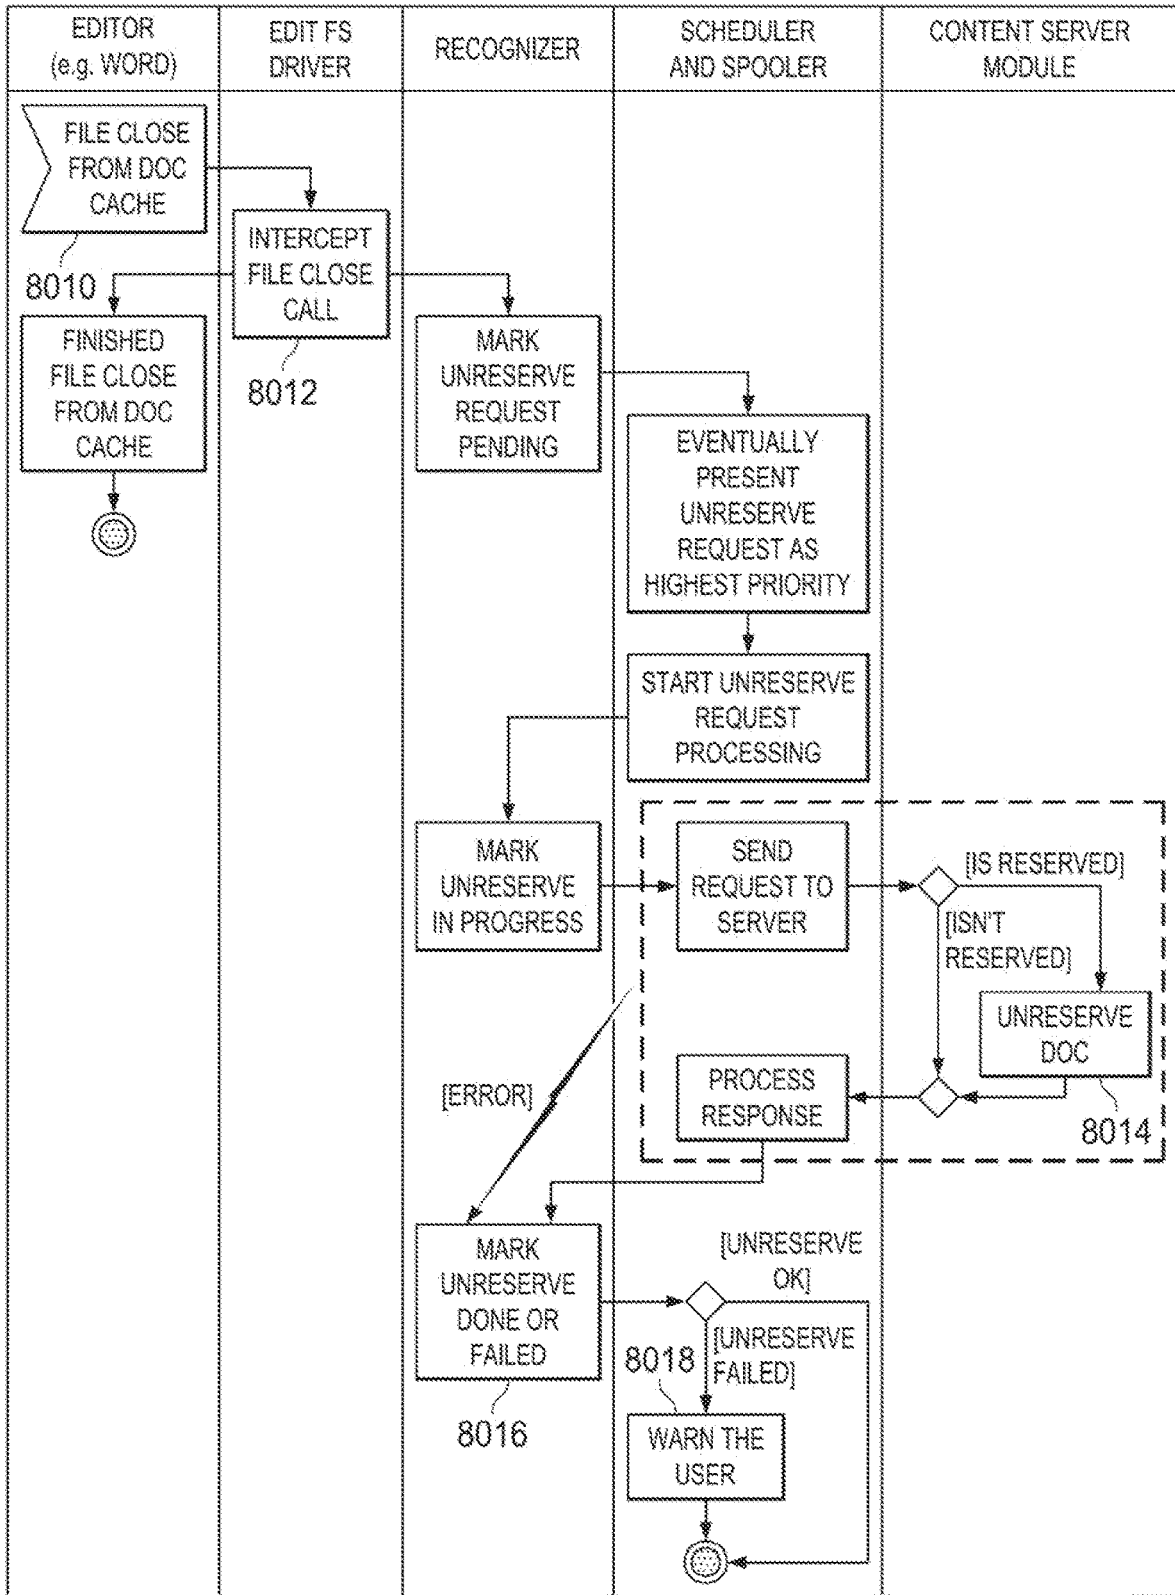 EDITOR
(e.g. WORD)
EDIT FS
DRIVER
RECOGNIZER
SCHEDULER
AND SPOOLER
CONTENT SERVER
MODULE
FILE CLOSE
FROM DOC
CACHE
8010
INTERCEPT
FILE CLOSE
CALL
8012
FINISHED
FILE CLOSE
FROM DOC
CACHE
MARK
UNRESERVE
REQUEST
PENDING
EVENTUALLY
PRESENT
UNRESERVE
REQUEST AS
HIGHEST PRIORITY
START UNRESERVE
REQUEST
PROCESSING
MARK
UNRESERVE
IN PROGRESS
SEND
REQUEST TO
SERVER
[IS RESERVED]
[ISN'T
RESERVED]
UNRESERVE
DOC
8014
PROCESS
RESPONSE
[ERROR]
MARK
UNRESERVE
DONE OR
FAILED
8016
[UNRESERVE
OK]
[UNRESERVE
FAILED]
8018
WARN THE
USER